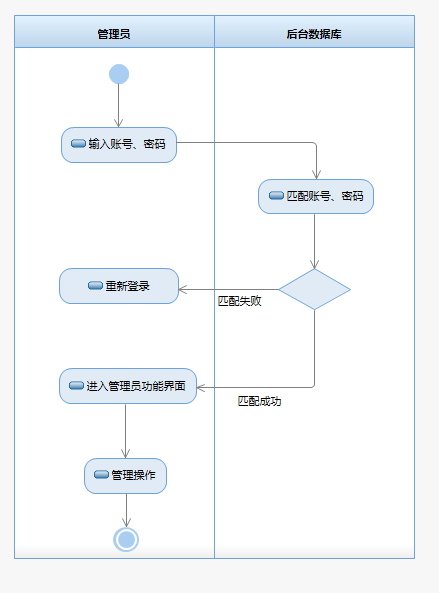 管理员
后台数据库
输入账号、密码
匹配账号、密码
重新登录
匹配失败
进入管理员功能界面
匹配成功
管理操作